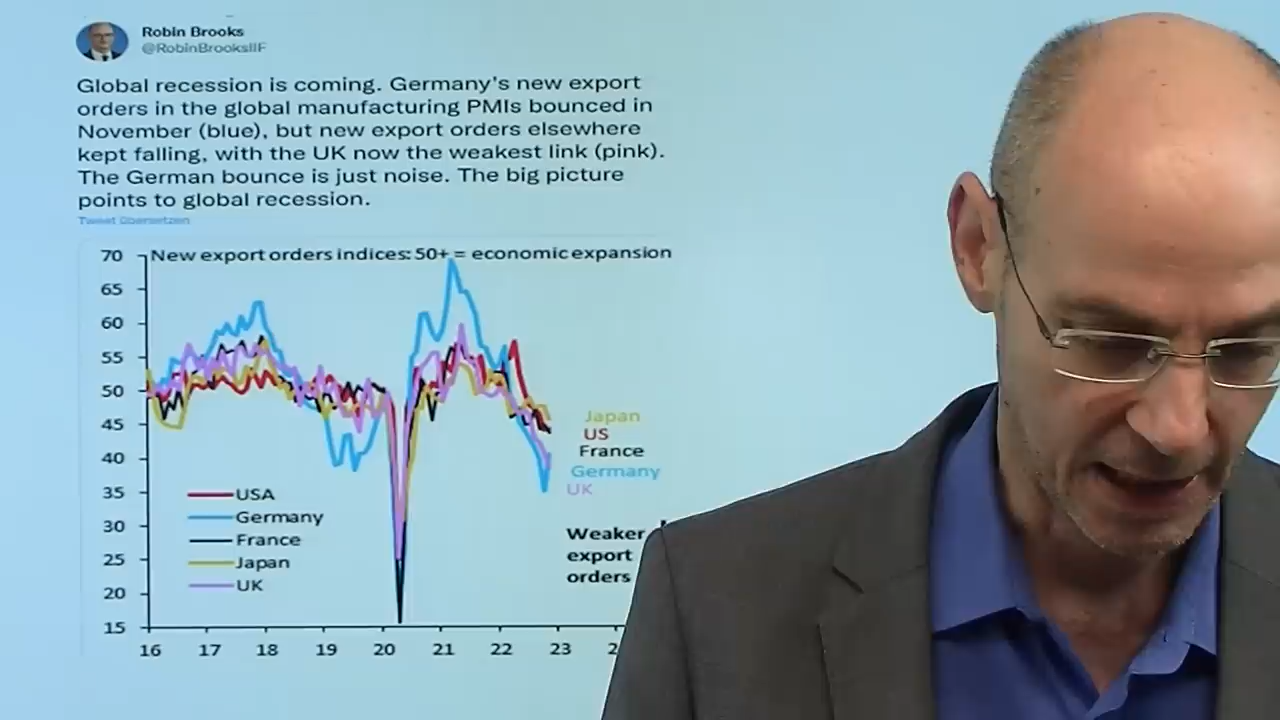 Robin Brooks
@RobinBrooksIIF
Global recession is coming. Germany's new export
orders in the global manufacturing PMIs bounced in
November (blue), but new export orders elsewhere
kept falling, with the UK now the weakest link (pink).
The German bounce is just noise. The big picture
points to global recession.
Tweet übersetzen
New export orders indices: 50+ = economic expansion
70
65
60
55
50
45
40
35
30
25
20
15
Japan
US
France
Germany
UK
USA
Germany
France
Japan
UK
Weaker
export
orders
16 17 18 19 20 21 22 23